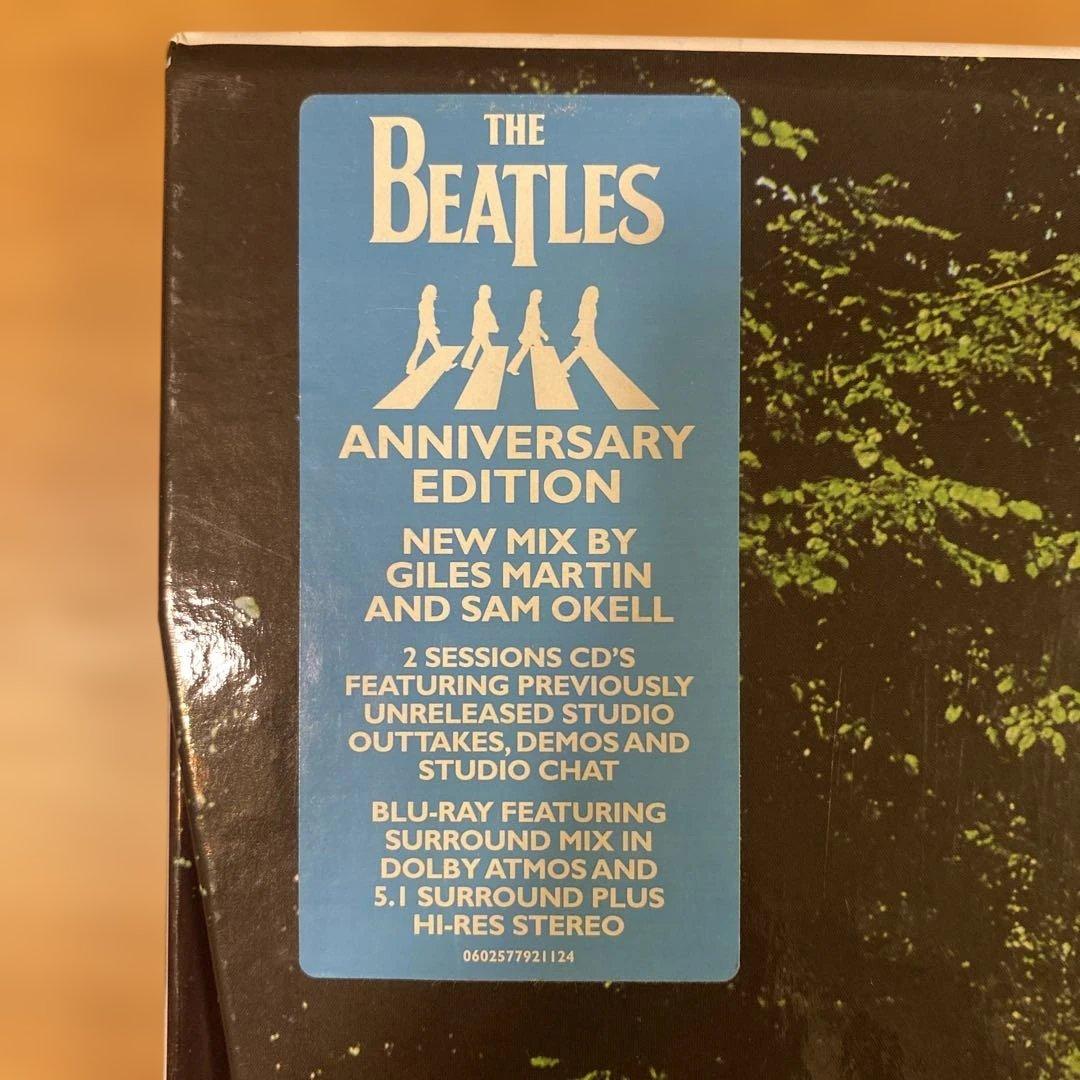 THE
BEATLES
ANNIVERSARY
EDITION
NEW MIX BY
GILES MARTIN
AND SAM OKELL
2 SESSIONS CD'S
FEATURING PREVIOUSLY
UNRELEASED STUDIO
OUTTAKES, DEMOS AND
STUDIO CHAT
BLU-RAY FEATURING
SURROUND MIX IN
DOLBY ATMOS AND
5.1 SURROUND PLUS
HI-RES STEREO
0602577921124